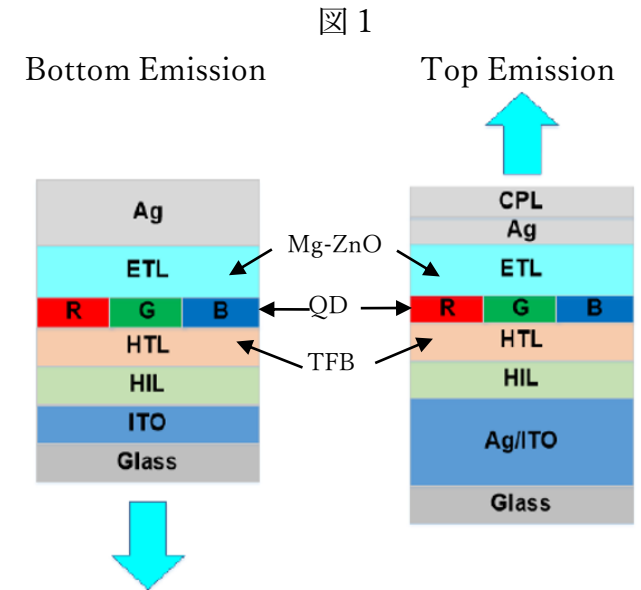 図 1
Bottom Emission
Top Emission
Ag
ETL
R G B
HTL
HIL
ITO
Glass
Mg-ZnO
QD
TFB
CPL
Ag
ETL
R G B
HTL
HIL
Ag/ITO
Glass